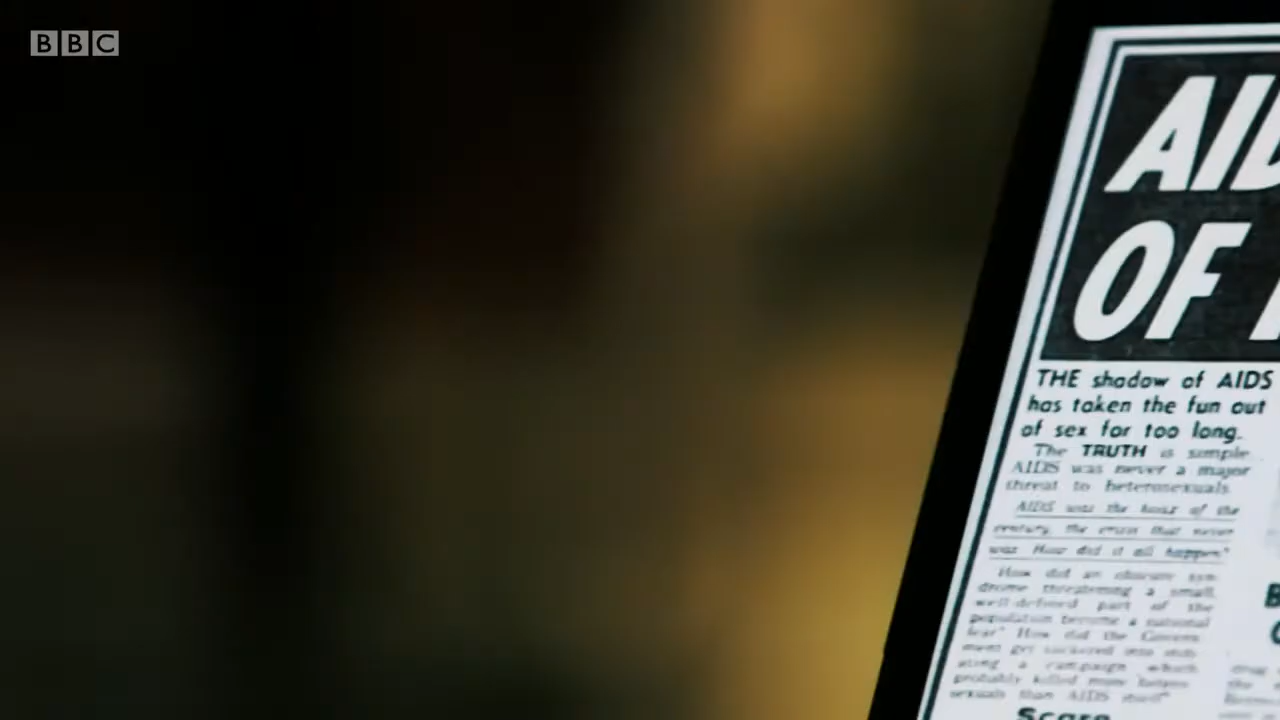 BBC
AID
OF
THE shadow of AIDS
has taken the fun out
of sex for too long.
The TRUTH is simple.
AIDS was never a major
threat to heterosexuals
AIDS was the hoax of the
century, the crisis that never
was. How did it all happen?
How did an obscure syn-
drome threatening a small,
well-defined part of the
population become a national
fear? How did the Govern-
ment get suckered into
a campaign which
probably killed more
sexuals than AIDS itself?
Scare